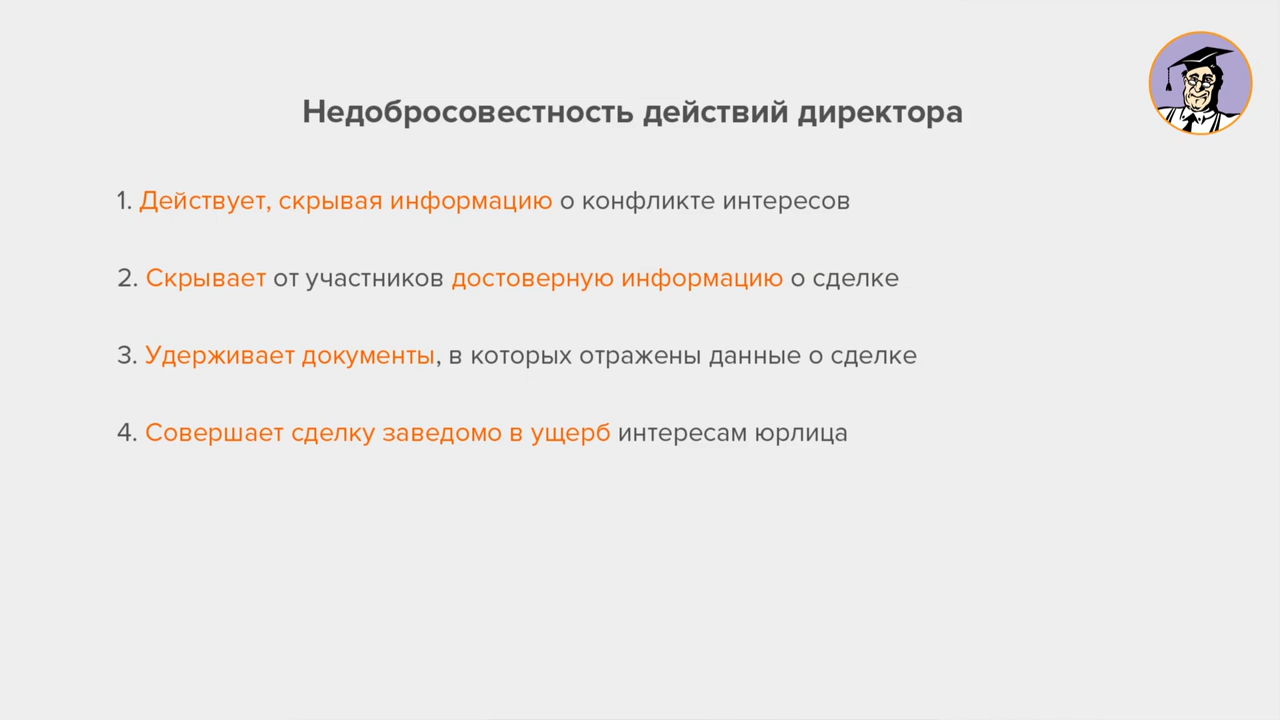 Недобросовестность действий директора
1. Действует, скрывая информацию о конфликте интересов
2. Скрывает от участников достоверную информацию о сделке
3. Удерживает документы, в которых отражены данные о сделке
4. Совершает сделку заведомо в ущерб интересам юрлица